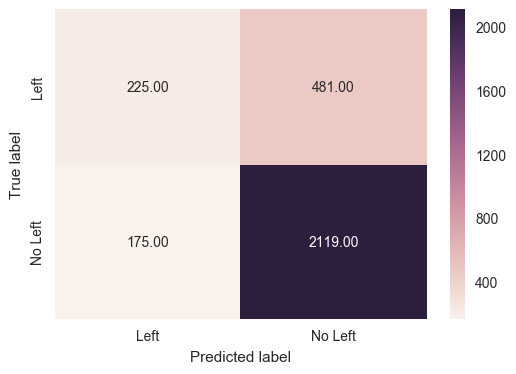 Left
225.00
481.00
No Left
175.00
2119.00
True label
Left
No Left
Predicted label
2000
1600
1200
800
400